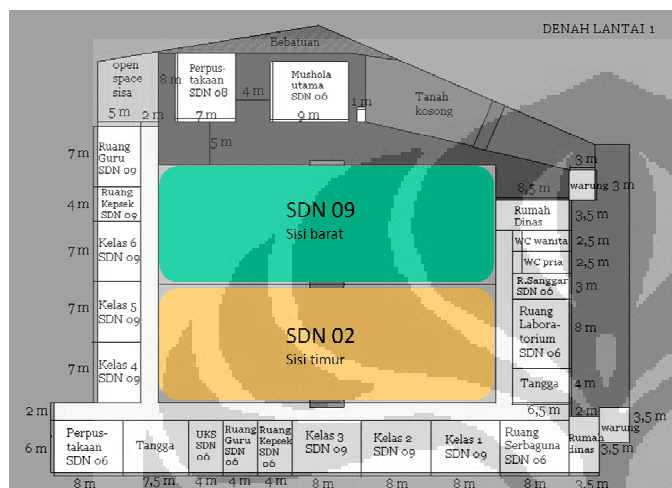 DENAH LANTAI 1
Bebatuan
open
space
sisa
8 m
Perpus-
takaan
SDN 08
4 m
Mushola
utama
SDN 06
1 m
Tanah
kosong
5 m
2 m
7 m
9 m
5 m
7 m
Ruang
Guru
SDN 09
4 m
Ruang
Kepsek
SDN 09
7 m
Kelas 6
SDN 09
7 m
Kelas 5
SDN 09
7 m
Kelas 4
SDN 09
SDN 09
Sisi barat
SDN 02
Sisi timur
3 m
8,5 m
warung
3 m
Rumah
Dinas
3,5 m
WC wanita
2,5 m
WC pria
2,5 m
R.Sanggar
SDN 06
3 m
Ruang
Labora-
torium
SDN 06
8 m
Tangga
4 m
6,5 m
2 m
3,5 m
warung
2 m
6 m
Perpus-
takaan
SDN 06
Tangga
UKS
SDN
06
Ruang
Guru
SDN
06
Ruang
Kepsek
SDN
06
Kelas 3
SDN 09
Kelas 2
SDN 09
Kelas 1
SDN 09
Ruang
Serbaguna
SDN 06
Rumah
dinas
3,5 m
8 m
7,5 m
4 m
4 m
4 m
8 m
8 m
8 m
8 m
3,5 m